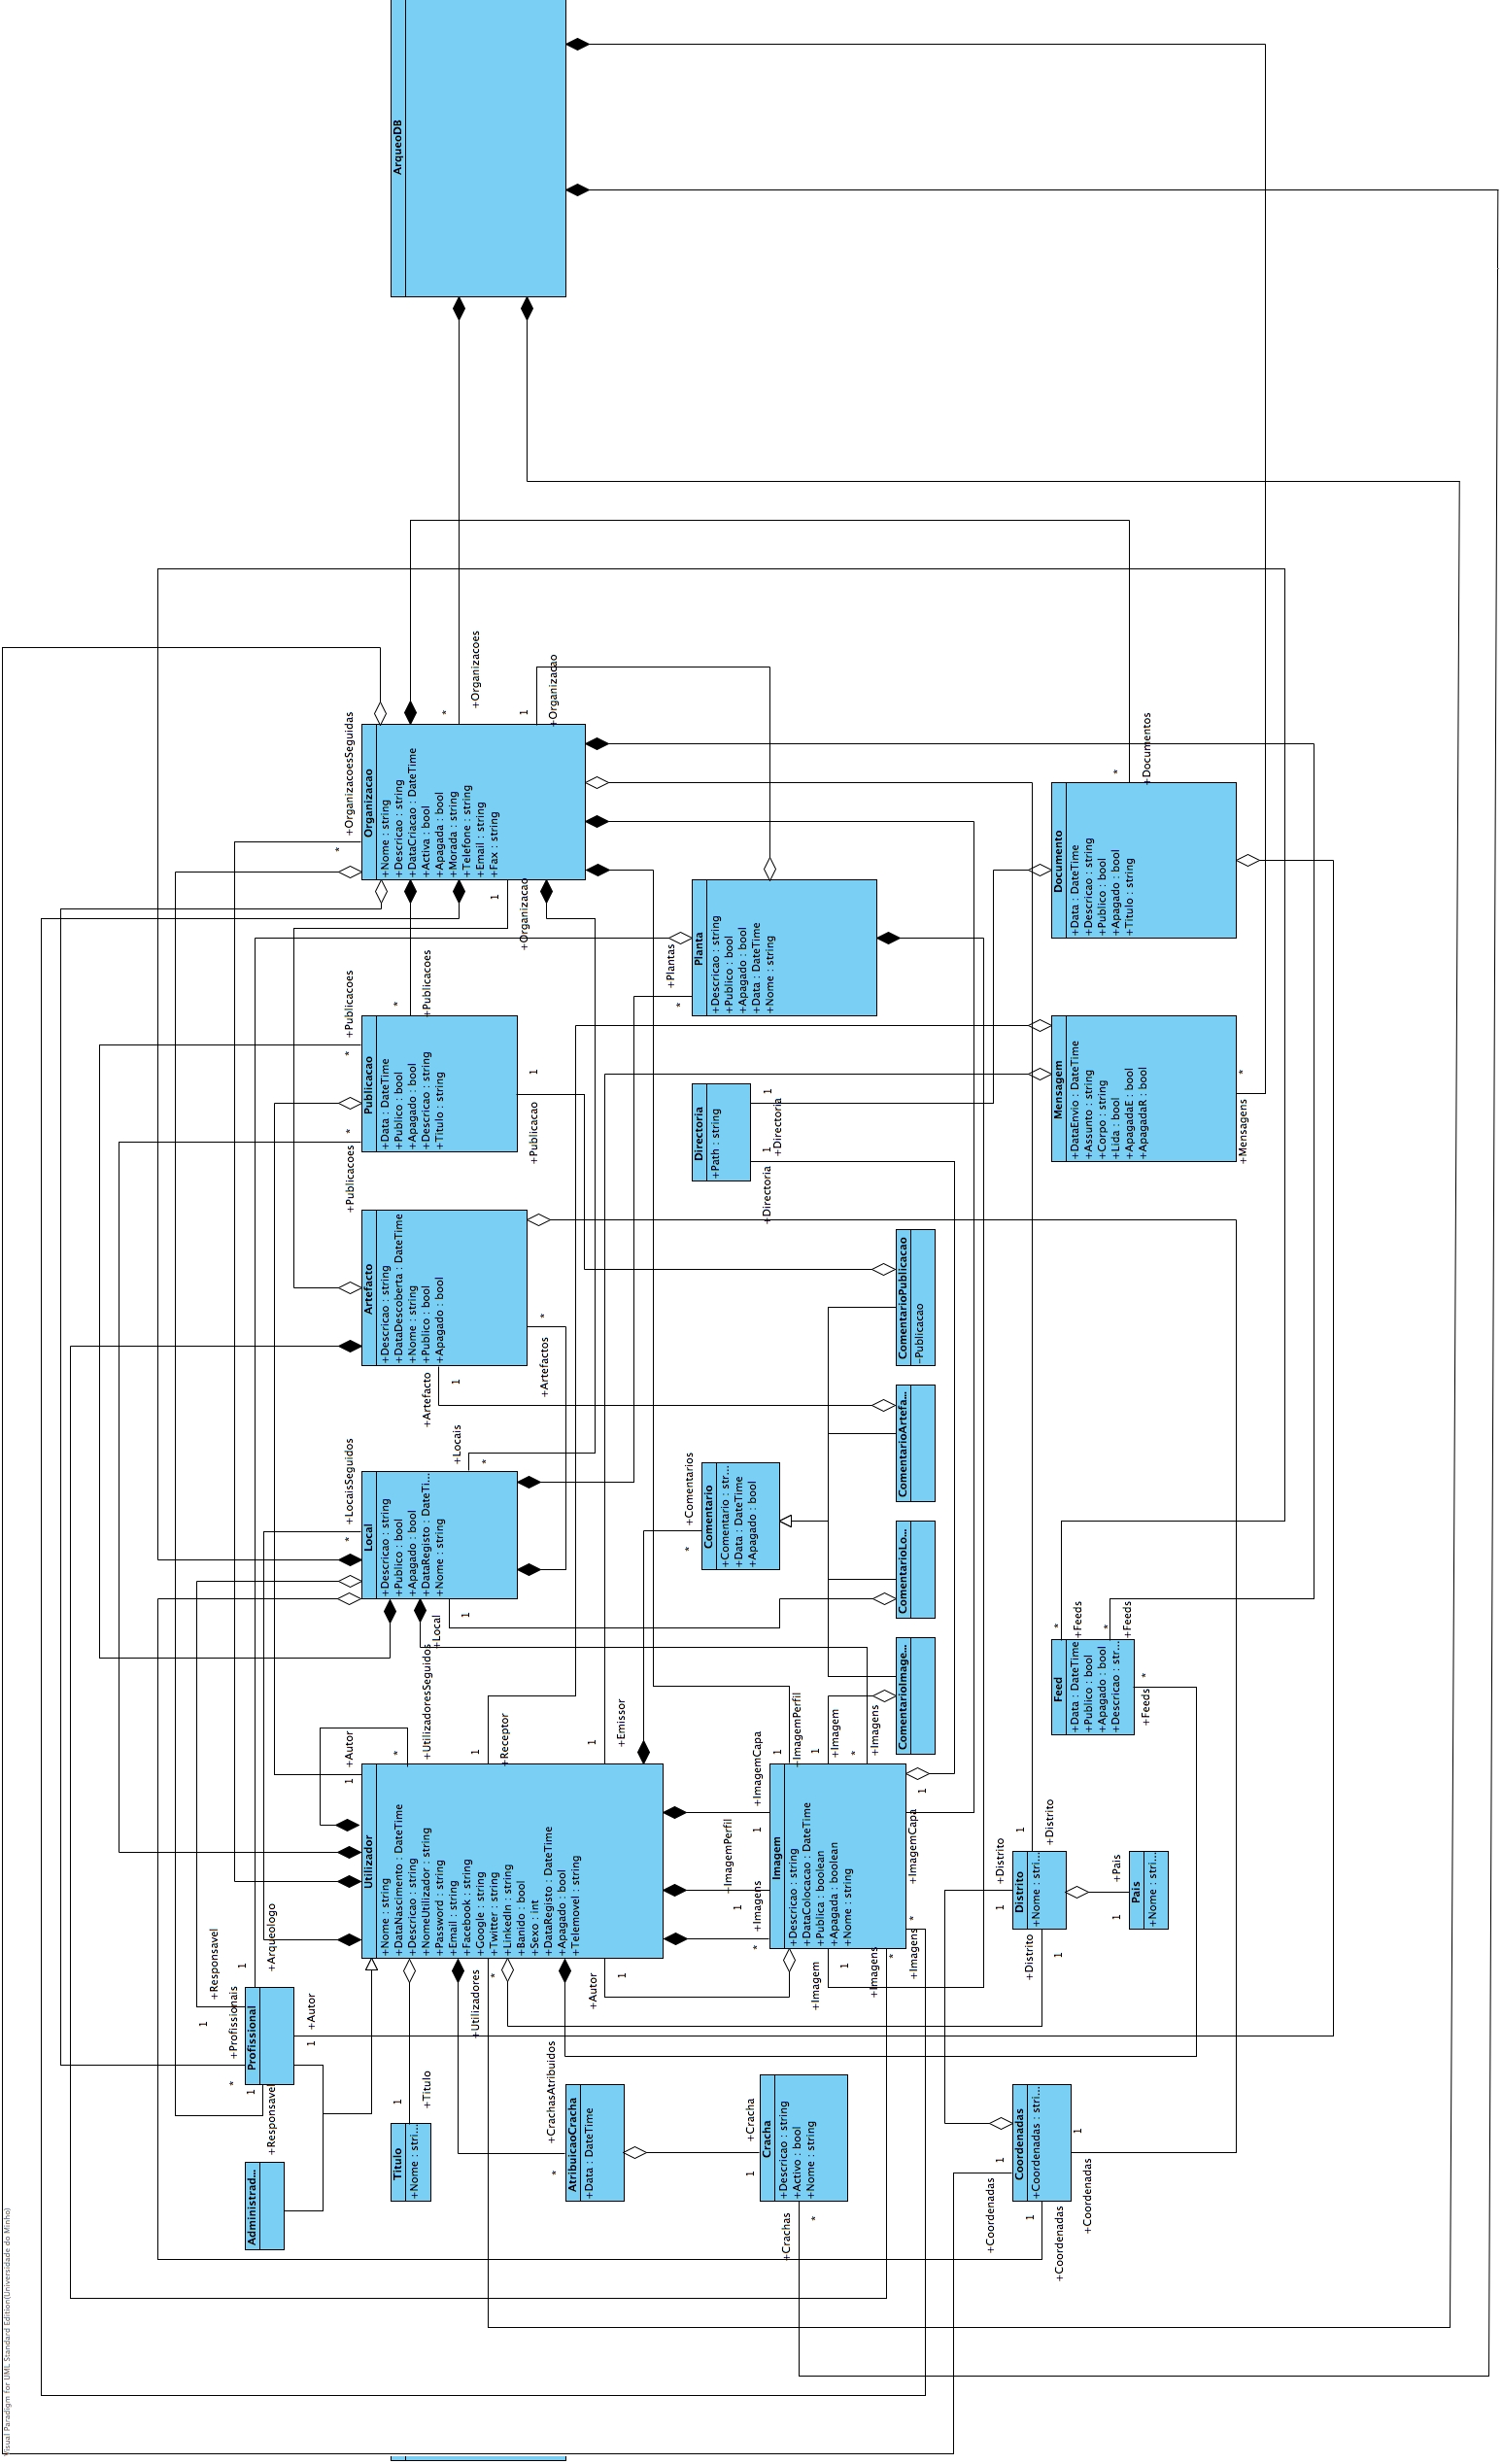 Visual Paradigm for UML Standard Edition(Universidade do Minho)
ArqueoDB
Organizacao
+Nome : string
+Descricao : string
+DataCriacao : DateTime
+Activa : bool
+Apagada : bool
+Morada : string
+Telefone : string
+Email : string
+Fax : string
+OrganizacoesSeguidas
*
+Organizacoes
*
+Organizacao
1
+Organizacao
1
Publicacao
+Data : DateTime
+Publico : bool
+Apagado : bool
+Descricao : string
+Titulo : string
+Publicacoes
*
+Publicacoes
*
+Publicacoes
*
+Publicacao
1
Artefacto
+Descricao : string
+DataDescoberta : DateTime
+Nome : string
+Publico : bool
+Apagado : bool
+Artefacto
1
+Artefactos
*
Local
+Descricao : string
+Publico : bool
+Apagado : bool
+DataRegisto : DateTi...
+Nome : string
+LocaisSeguidos
*
+Locais
*
+Local
1
Utilizador
+Nome : string
+DataNascimento : DateTime
+Descricao : string
+NomeUtilizador : string
+Password : string
+Email : string
+Facebook : string
+Google : string
+Twitter : string
+LinkedIn : string
+Banido : bool
+Sexo : int
+DataRegisto : DateTime
+Apagado : bool
+Telemovel : string
+Autor
1
+UtilizadoresSeguidos
*
+Receptor
1
+Emissor
1
+Utilizadores
*
+Autor
1
Profissional
+Responsavel
1
+Arqueologo
1
+Profissionais
*
+Autor
1
+Responsavel
1
Administrad...
Titulo
+Nome : stri...
+Titulo
1
AtribuicaoCracha
+Data : DateTime
+CrachasAtribuidos
*
Cracha
+Descricao : string
+Activo : bool
+Nome : string
+Cracha
1
+Crachas
*
Planta
+Descricao : string
+Publico : bool
+Apagado : bool
+Data : DateTime
+Nome : string
+Plantas
*
Directoria
+Path : string
+Directoria
1
+Directoria
1
Comentario
+Comentario : str...
+Data : DateTime
+Apagado : bool
+Comentarios
*
ComentarioPublicacao
-Publicacao
ComentarioArtefa...
ComentarioLo...
ComentarioImage...
Imagem
+Descricao : string
+DataColocacao : DateTime
+Publica : boolean
+Apagada : boolean
+Nome : string
+ImagemCapa
1
+ImagemPerfil
1
+Imagens
*
+ImagemPerfil
1
+Imagem
1
+Imagens
*
+ImagemCapa
1
+Imagem
1
+Imagens
*
+Imagens
*
Documento
+Data : DateTime
+Descricao : string
+Publico : bool
+Apagado : bool
+Titulo : string
+Documentos
*
Mensagem
+DataEnvio : DateTime
+Assunto : string
+Corpo : string
+Lida : bool
+ApagadaE : bool
+ApagadaR : bool
+Mensagens
*
Feed
+Data : DateTime
+Publico : bool
+Apagado : bool
+Descricao : str...
+Feeds
*
+Feeds
*
+Feeds
*
Distrito
+Nome : stri...
+Distrito
1
+Distrito
1
+Distrito
1
Pais
+Nome : stri...
+Pais
1
Coordenadas
+Coordenadas : stri...
+Coordenadas
1
+Coordenadas
1
+Coordenadas
1